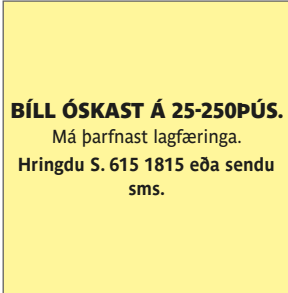 BÍLL ÓSKAST Á 25-250ÞÚS.
Má þarfnast lagfæringa.
Hringdu S. 615 1815 eða sendu
sms.